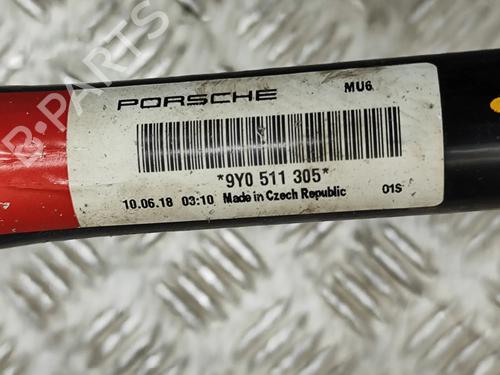 B-PARTS
PORSCHE MU6
*9Y0 511 305*
10.06.18 03:10 Made in Czech Republic 01S